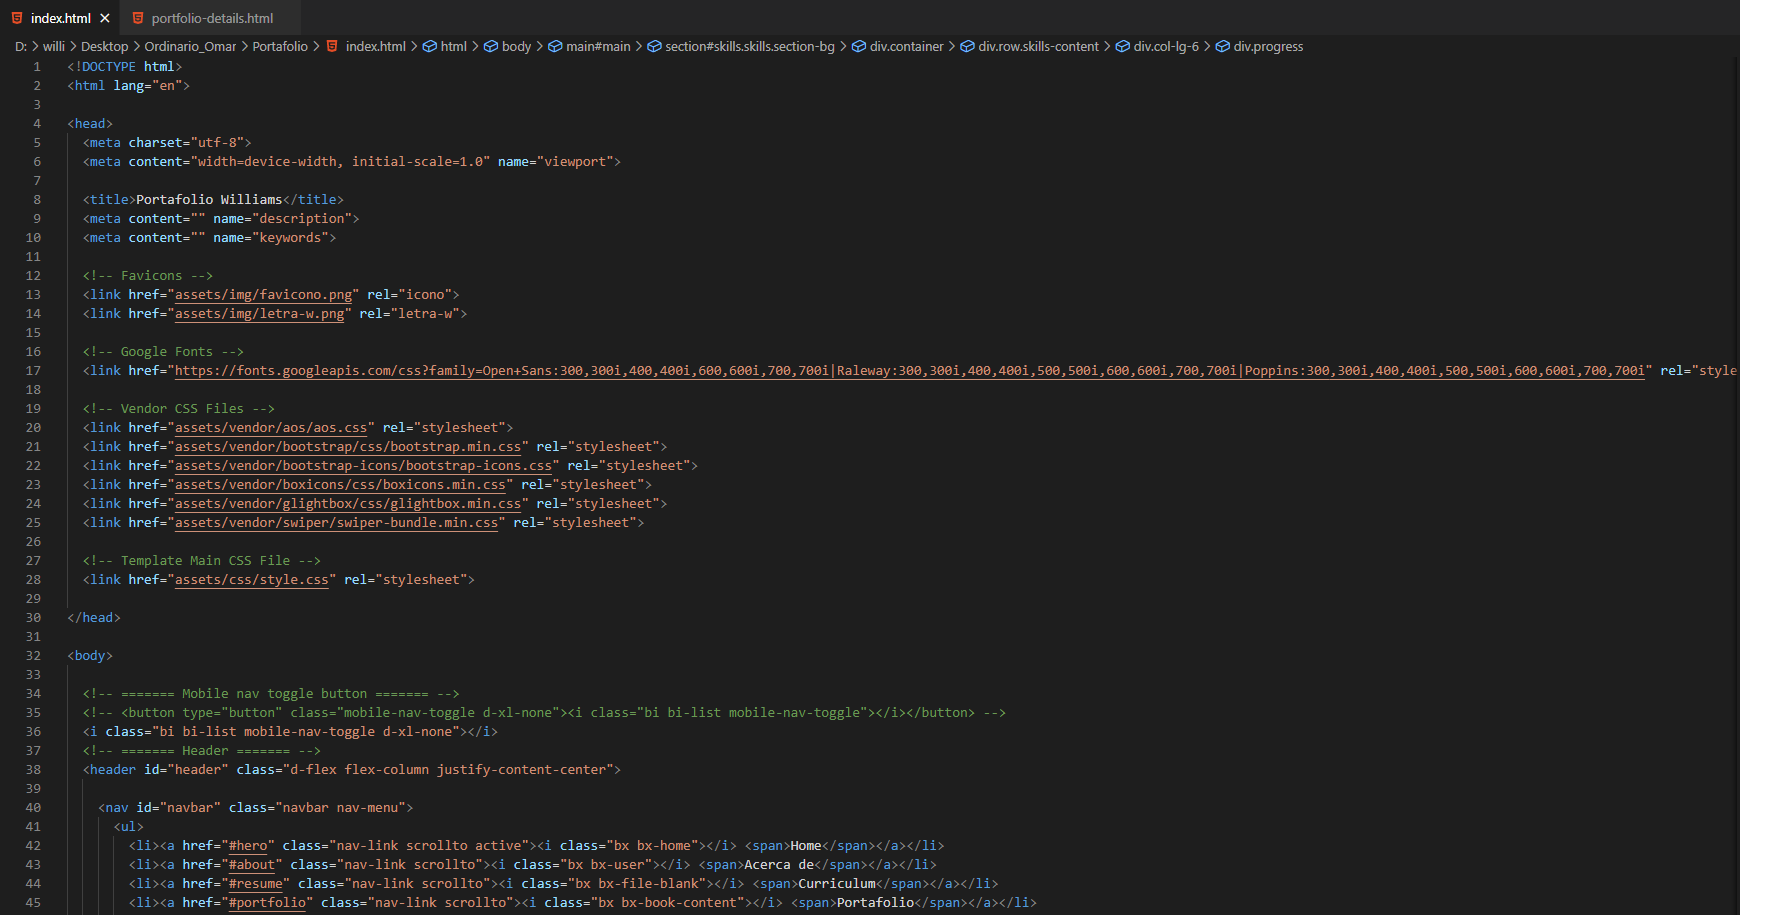 index.html × portfolio-details.html
D: > willi > Desktop > Ordinario_Omar > Portafolio > index.html > html > body > main#main > section#skills.skills.section-bg > div.container > div.row.skills-content > div.col-lg-6 > div.progress
1 <!DOCTYPE html>
2 <html lang="en">
3
4 <head>
5 <meta charset="utf-8">
6 <meta content="width=device-width, initial-scale=1.0" name="viewport">
7
8 <title>Portafolio Williams</title>
9 <meta content="" name="description">
10 <meta content="" name="keywords">
11
12 <!-- Favicons -->
13 <link href="assets/img/favicono.png" rel="icono">
14 <link href="assets/img/letra-w.png" rel="letra-w">
15
16 <!-- Google Fonts -->
17 <link href="https://fonts.googleapis.com/css?family=Open+Sans:300,300i,400,400i,600,600i,700,700i|Raleway:300,300i,400,400i,500,500i,600,600i,700,700i|Poppins:300,300i,400,400i,500,500i,600,600i,700,700i" rel="style
18
19 <!-- Vendor CSS Files -->
20 <link href="assets/vendor/aos/aos.css" rel="stylesheet">
21 <link href="assets/vendor/bootstrap/css/bootstrap.min.css" rel="stylesheet">
22 <link href="assets/vendor/bootstrap-icons/bootstrap-icons.css" rel="stylesheet">
23 <link href="assets/vendor/boxicons/css/boxicons.min.css" rel="stylesheet">
24 <link href="assets/vendor/glightbox/css/glightbox.min.css" rel="stylesheet">
25 <link href="assets/vendor/swiper/swiper-bundle.min.css" rel="stylesheet">
26
27 <!-- Template Main CSS File -->
28 <link href="assets/css/style.css" rel="stylesheet">
29
30 </head>
31
32 <body>
33
34 <!-- ======= Mobile nav toggle button ======= -->
35 <!-- <button type="button" class="mobile-nav-toggle d-xl-none"><i class="bi bi-list mobile-nav-toggle"></i></button> -->
36 <i class="bi bi-list mobile-nav-toggle d-xl-none"></i>
37 <!-- ======= Header ======= -->
38 <header id="header" class="d-flex flex-column justify-content-center">
39
40 <nav id="navbar" class="navbar nav-menu">
41 <ul>
42 <li><a href="#hero" class="nav-link scrollto active"><i class="bx bx-home"></i> <span>Home</span></a></li>
43 <li><a href="#about" class="nav-link scrollto"><i class="bx bx-user"></i> <span>Acerca de</span></a></li>
44 <li><a href="#resume" class="nav-link scrollto"><i class="bx bx-file-blank"></i> <span>Curriculum</span></a></li>
45 <li><a href="#portfolio" class="nav-link scrollto"><i class="bx bx-book-content"></i> <span>Portafolio</span></a></li>